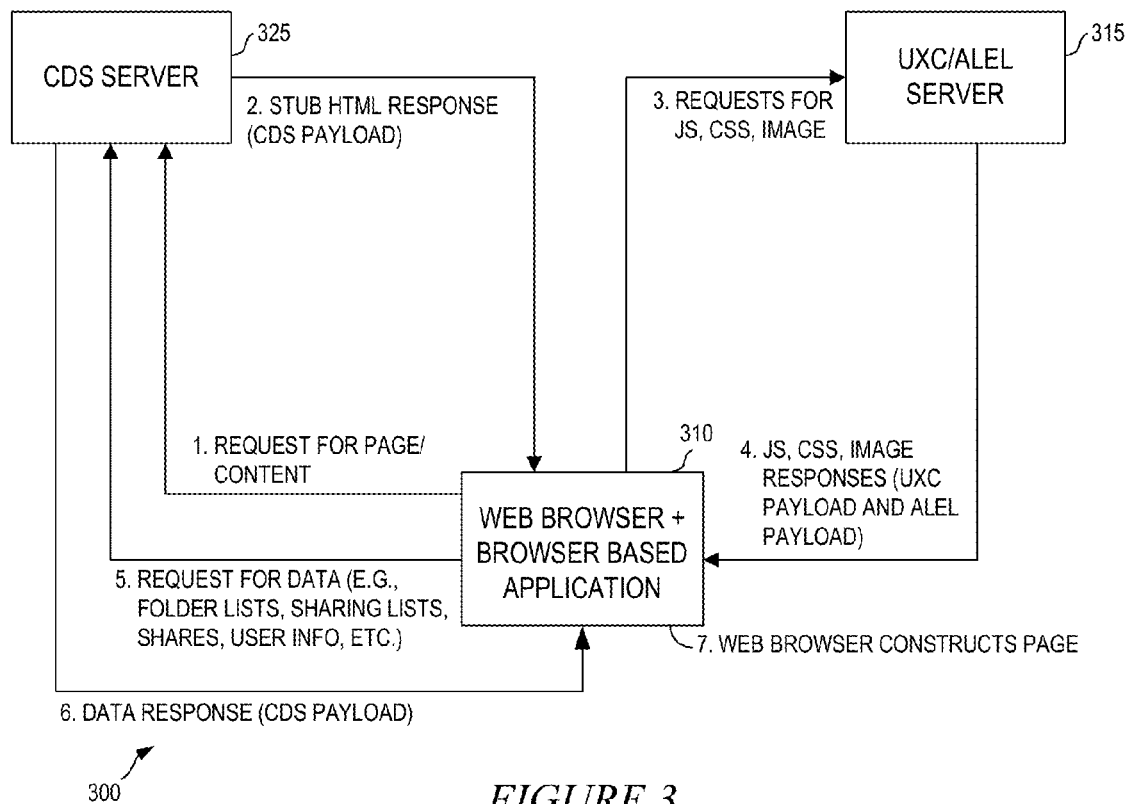 325
CDS SERVER
315
UXC/ALEL
SERVER
2. STUB HTML RESPONSE
(CDS PAYLOAD)
3. REQUESTS FOR
JS, CSS, IMAGE
1. REQUEST FOR PAGE/
CONTENT
310
WEB BROWSER +
BROWSER BASED
APPLICATION
4. JS, CSS, IMAGE
RESPONSES (UXC
PAYLOAD AND ALEL
PAYLOAD)
5. REQUEST FOR DATA (E.G.,
FOLDER LISTS, SHARING LISTS,
SHARES, USER INFO, ETC.)
7. WEB BROWSER CONSTRUCTS PAGE
6. DATA RESPONSE (CDS PAYLOAD)
300
FIGURE 3